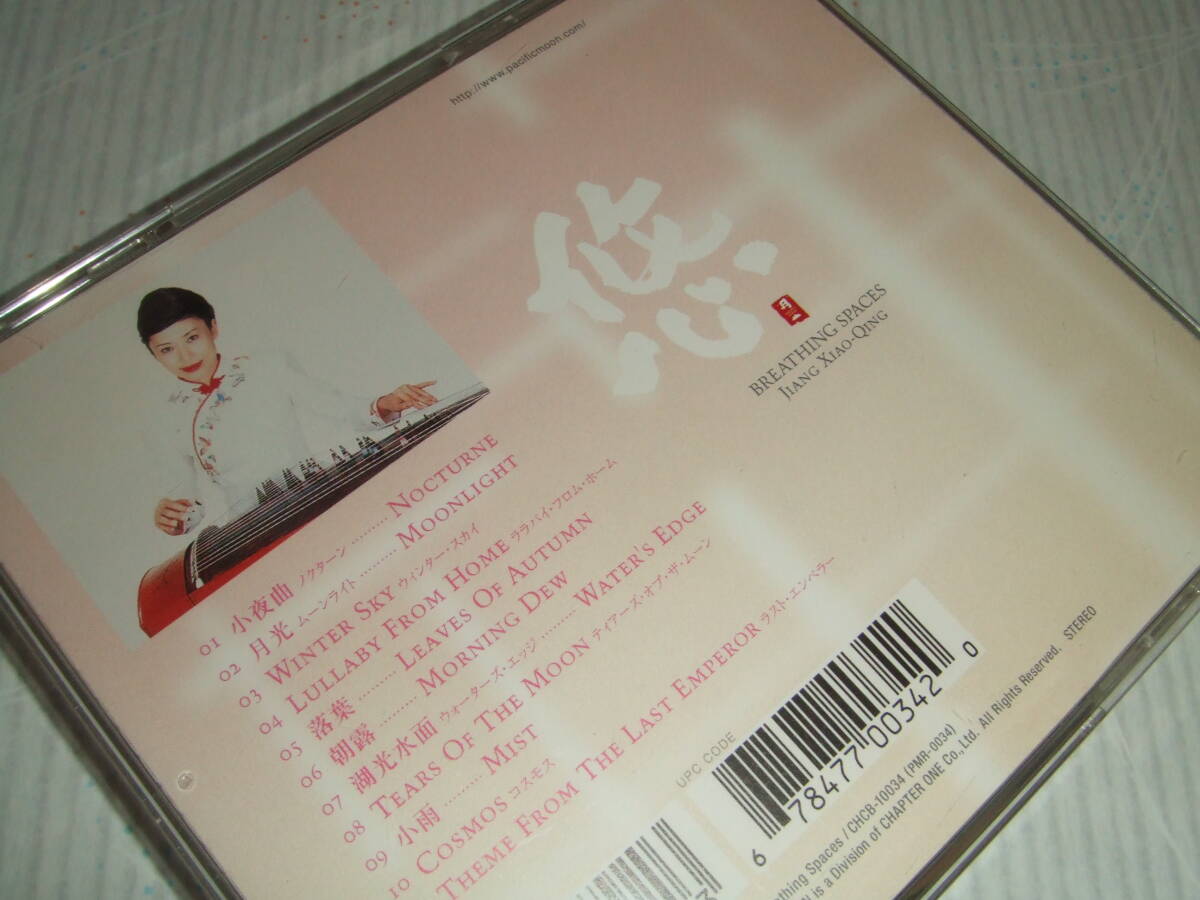 http://www.pacificmoon.com/
悠
BREATHING SPACES
JIANG XIAO-QING
01 小夜曲 ノクターン ········· NOCTURNE
02 月光 ムーンライト ········· MOONLIGHT
03 WINTER SKY ウィンター・スカイ
04 LULLABY FROM HOME ララバイ・フロム・ホーム
05 落葉 ········· LEAVES OF AUTUMN
06 朝露 ········· MORNING DEW
07 湖光水面 ウォーターズ・エッジ ········· WATER'S EDGE
08 TEARS OF THE MOON ティアーズ・オブ・ザ・ムーン
09 小雨 ········· MIST
10 COSMOS コスモス
THEME FROM THE LAST EMPEROR ラスト・エンペラー
UPC CODE
6 78477 00342 0
thing Spaces / CHCB-10034 (PMR-0034)
is a Division of CHAPTER ONE Co., Ltd. All Rights Reserved. STEREO